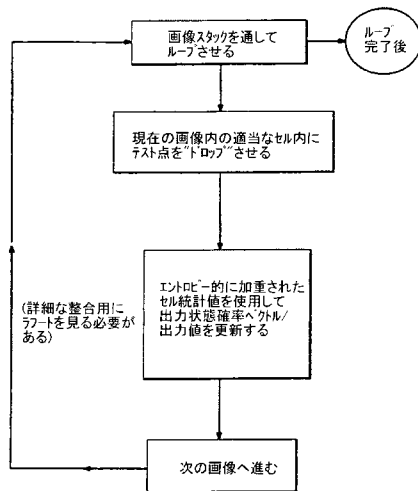 画像スタックを通して
ループさせる
ループ
完了後
現在の画像内の適当なセル内に
テスト点を"ドロップ"させる
エントロピー的に加重された
セル統計値を使用して
出力状態確率ベクトル/
出力値を更新する
(詳細な整合用に
ラフートを見る必要が
ある)
次の画像へ進む